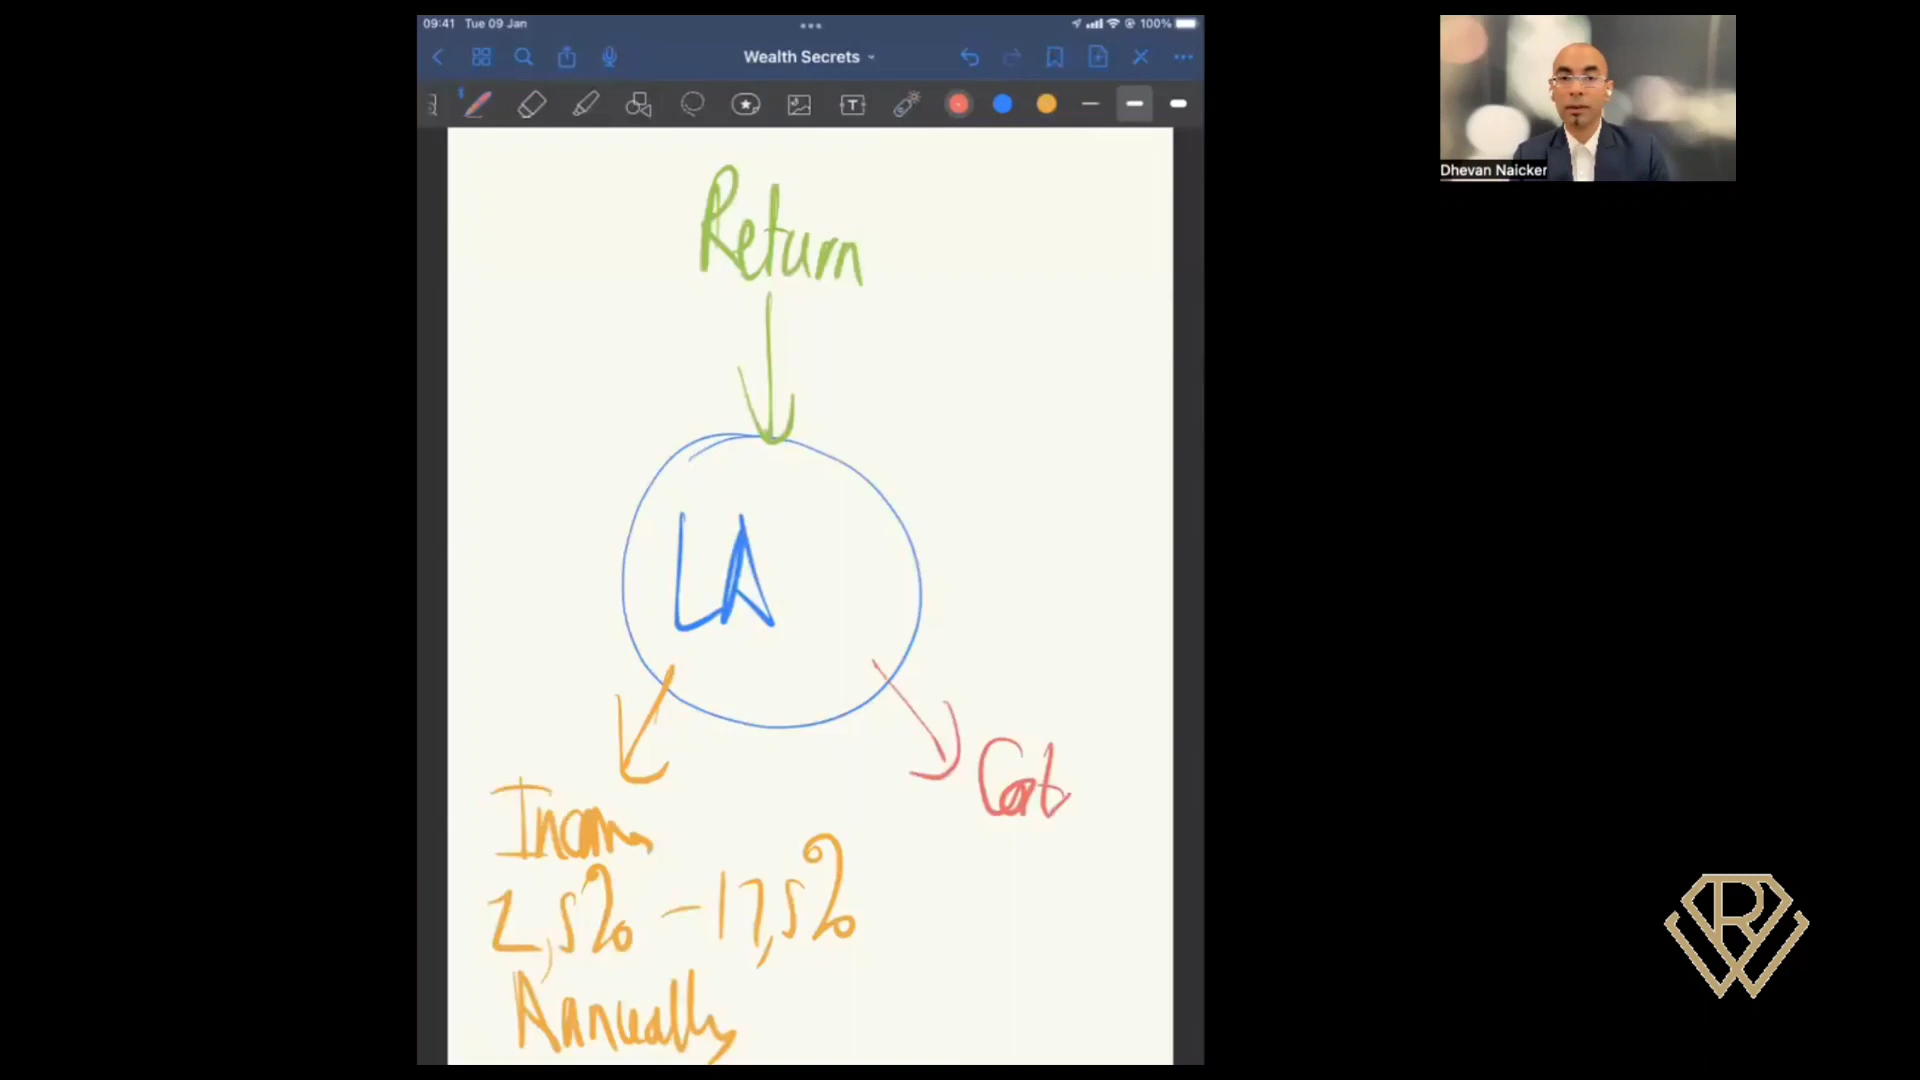 09:41 Tue 09 Jan
100%
Wealth Secrets
T
Dhevan Naicker
Return
LA
Cost
Income
2,5% - 17,5%
Annually
RW